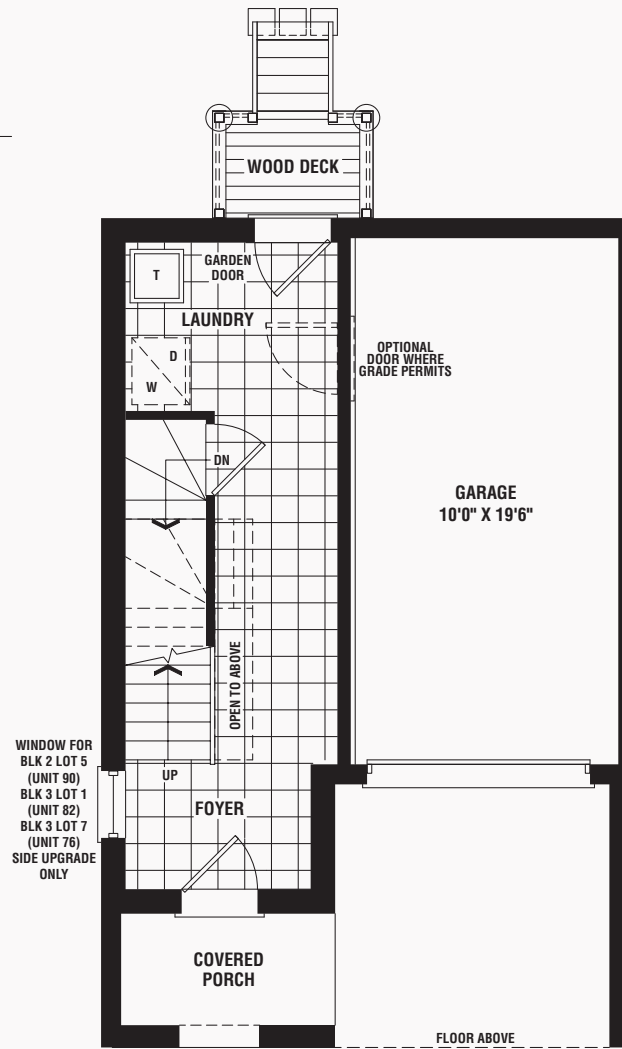 WOOD DECK
GARDEN
DOOR
T
LAUNDRY
D
W
OPTIONAL
DOOR WHERE
GRADE PERMITS
DN
GARAGE
10'0" X 19'6"
OPEN TO ABOVE
WINDOW FOR
BLK 2 LOT 5
(UNIT 90)
BLK 3 LOT 1
(UNIT 82)
BLK 3 LOT 7
(UNIT 76)
SIDE UPGRADE
ONLY
UP
FOYER
COVERED
PORCH
FLOOR ABOVE